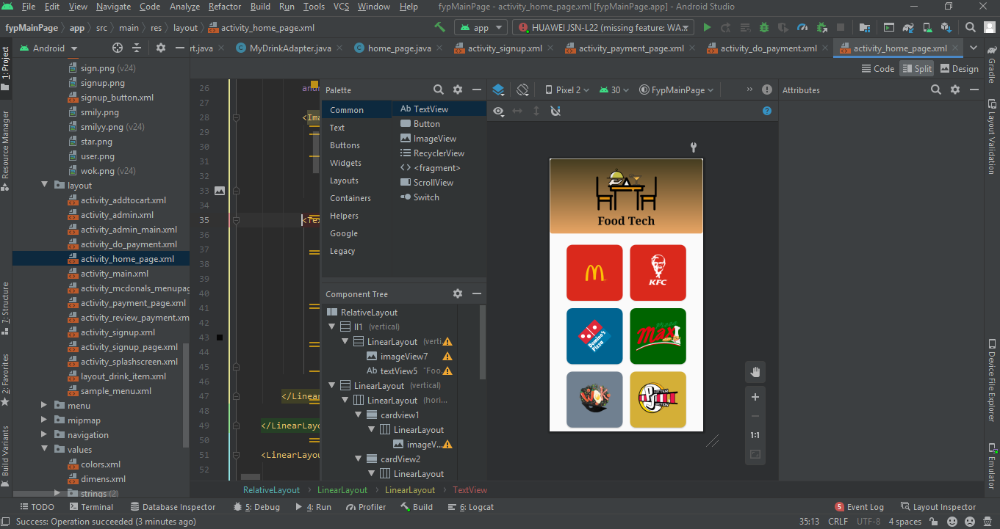 File Edit View Navigate Code Analyze Refactor Build Run Tools VCS Window Help fypMainPage - activity_home_page.xml [fypMainPage.app] - Android Studio
fypMainPage app src main res layout activity_home_page.xml app HUAWEI JSN-L22 (missing feature: WA...
Android rt.java MyDrinkAdapter.java home_page.java activity_signup.xml activity_payment_page.xml activity_do_payment.xml activity_home_page.xml
Code Split Design
1: Project
Resource Manager
7: Structure
2: Favorites
Build Variants
sign.png (v24)
signup.png
signup_button.xml
smily.png
smilyy.png (v24)
star.png
user.png
wok.png (v24)
layout
activity_addtocart.xml
activity_admin.xml
activity_admin_main.xml
activity_do_payment.xml
activity_home_page.xml
activity_main.xml
activity_mcdonals_menupag
activity_payment_page.xml
activity_review_payment.xm
activity_signup.xml
activity_signup_page.xml
activity_splashscreen.xml
layout_drink_item.xml
sample_menu.xml
menu
mipmap
navigation
values
colors.xml
dimens.xml
strings (2)
26 and
27
28 <Ima
29
30
31
32
33
34
35 <Tex
36
37
38
39
40
41
42
43
44
45
46
47 </Linear
48
49 </LinearLayo
50
51 <LinearLayou
52
Palette
Common
Text
Buttons
Widgets
Layouts
Containers
Helpers
Google
Legacy
Ab TextView
Button
ImageView
RecyclerView
<fragment>
ScrollView
Switch
Component Tree
RelativeLayout
ll1 (vertical)
LinearLayout (verti
imageView7
Ab textView5 "Foo...
LinearLayout (vertical)
LinearLayout (hori...
cardview1
LinearLayout
imageV...
cardView2
LinearLayout
Pixel 2 30 FypMainPage
Food Tech
M
KFC
Domino's
Pizza
Max
WOK
1:1
Attributes
Gradle
Layout Validation
Device File Explorer
Emulator
RelativeLayout LinearLayout LinearLayout TextView
TODO Terminal Database Inspector 5: Debug 4: Run Profiler Build 6: Logcat 5 Event Log Layout Inspector
Success: Operation succeeded (3 minutes ago) 35:13 CRLF UTF-8 4 spaces